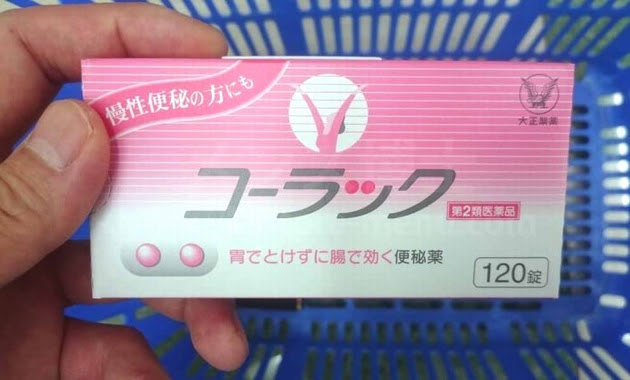 慢性便秘の方にも
大正製薬
コーラック
第2類医薬品
胃でとけずに腸で効く便秘薬
120錠